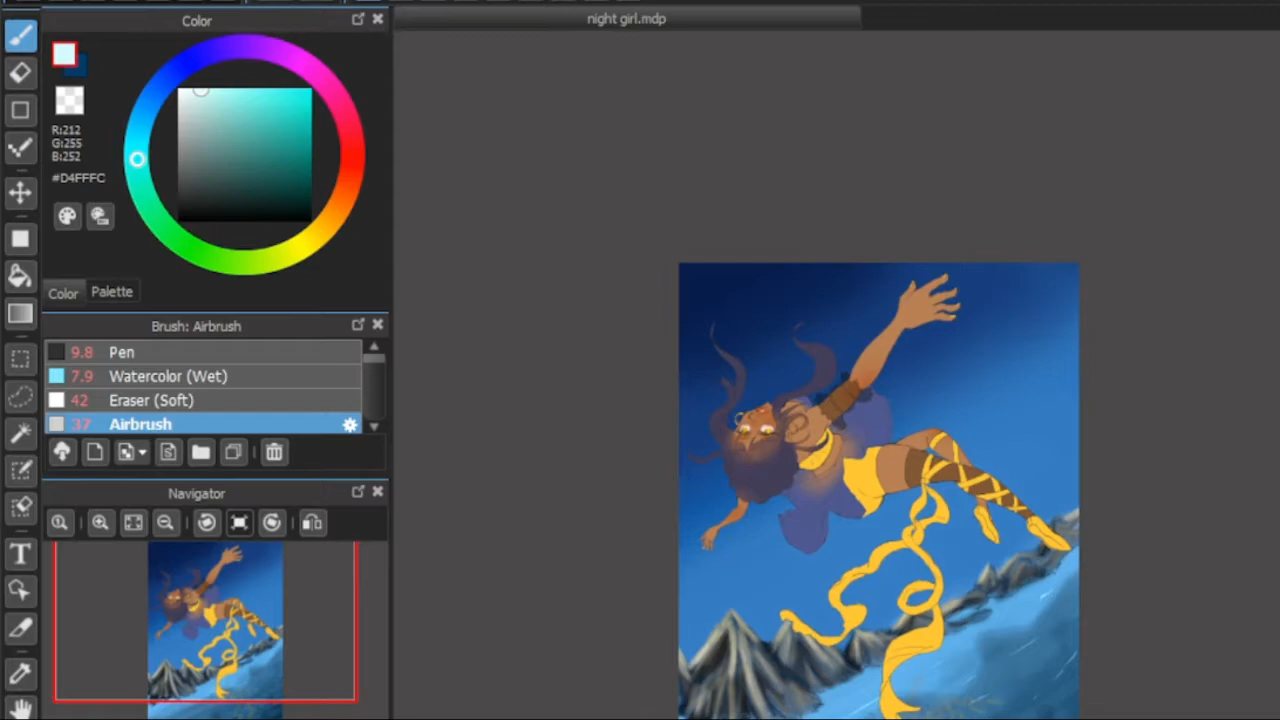 Color
night girl.mdp
R:212
G:255
B:252
#D4FFFC
Color Palette
Brush: Airbrush
9.8 Pen
7.9 Watercolor (Wet)
42 Eraser (Soft)
37 Airbrush
Navigator